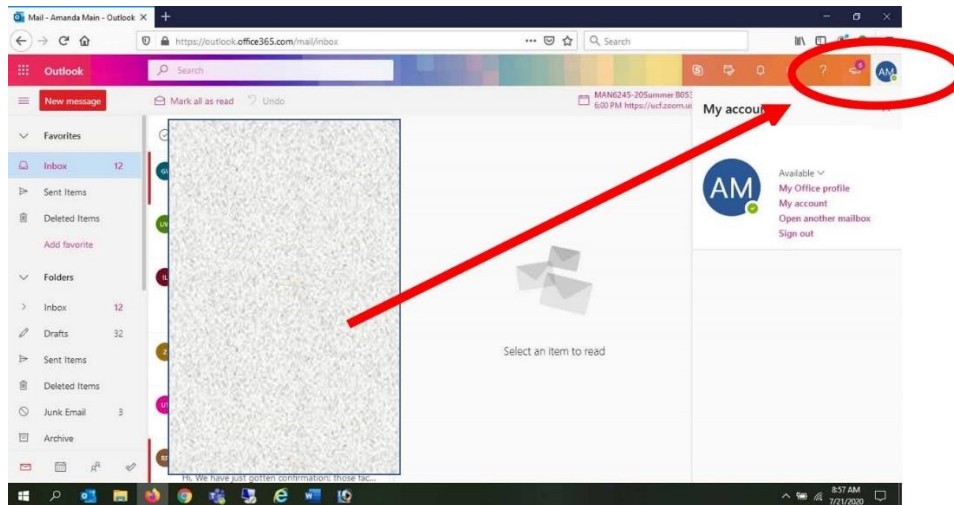 Mail - Amanda Main - Outlook
https://outlook.office365.com/mail/inbox
Search
Outlook
Search
?
6
AM
New message
Mark all as read
Undo
MAN6245-20Summer B053
6:00 PM https://ucf.zoom.us
My accou
Favorites
Inbox 12
Sent Items
Deleted Items
Add favorite
Folders
Inbox 12
Drafts 32
Sent Items
Deleted Items
Junk Email 3
Archive
Z
Hi, We have just gotten confirmation: those fac...
Select an item to read
AM
Available
My Office profile
My account
Open another mailbox
Sign out
8:57 AM
7/21/2020